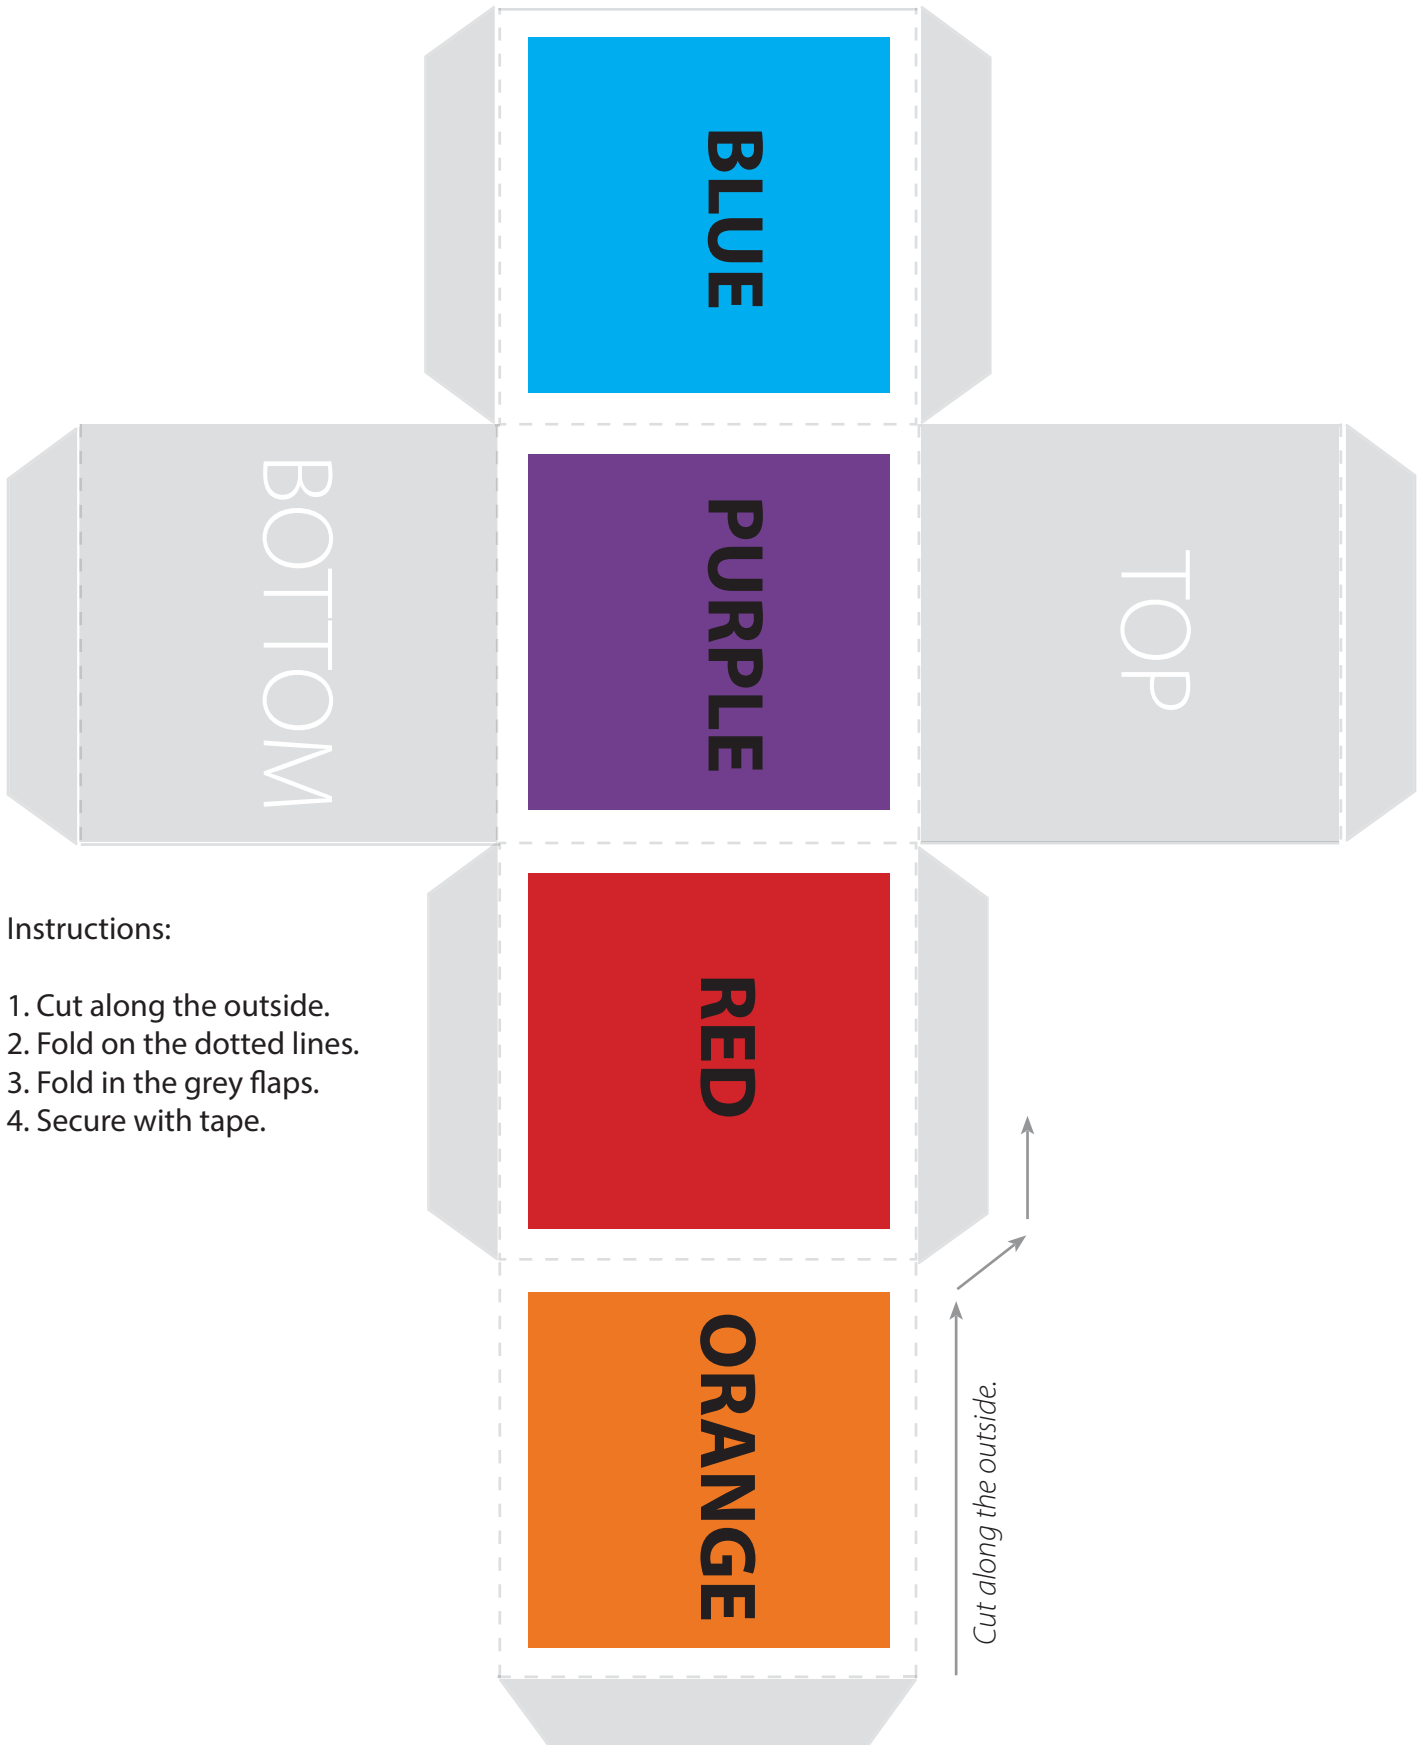 BLUE
BOTTOM
PURPLE
TOP
Instructions:
1. Cut along the outside.
2. Fold on the dotted lines.
3. Fold in the grey flaps.
4. Secure with tape.
RED
ORANGE
Cut along the outside.